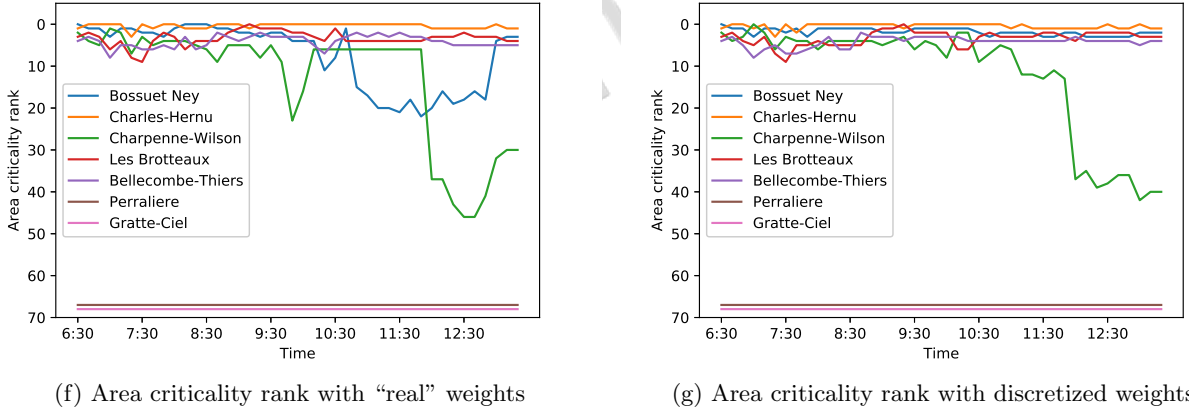 0
10
20
30
40
50
60
70
Area criticality rank
Bossuet Ney
Charles-Hernu
Charpenne-Wilson
Les Brotteaux
Bellecombe-Thiers
Perraliere
Gratte-Ciel
6:30 7:30 8:30 9:30 10:30 11:30 12:30
Time
(f) Area criticality rank with “real” weights
0
10
20
30
40
50
60
70
Area criticality rank
Bossuet Ney
Charles-Hernu
Charpenne-Wilson
Les Brotteaux
Bellecombe-Thiers
Perraliere
Gratte-Ciel
6:30 7:30 8:30 9:30 10:30 11:30 12:30
Time
(g) Area criticality rank with discretized weights